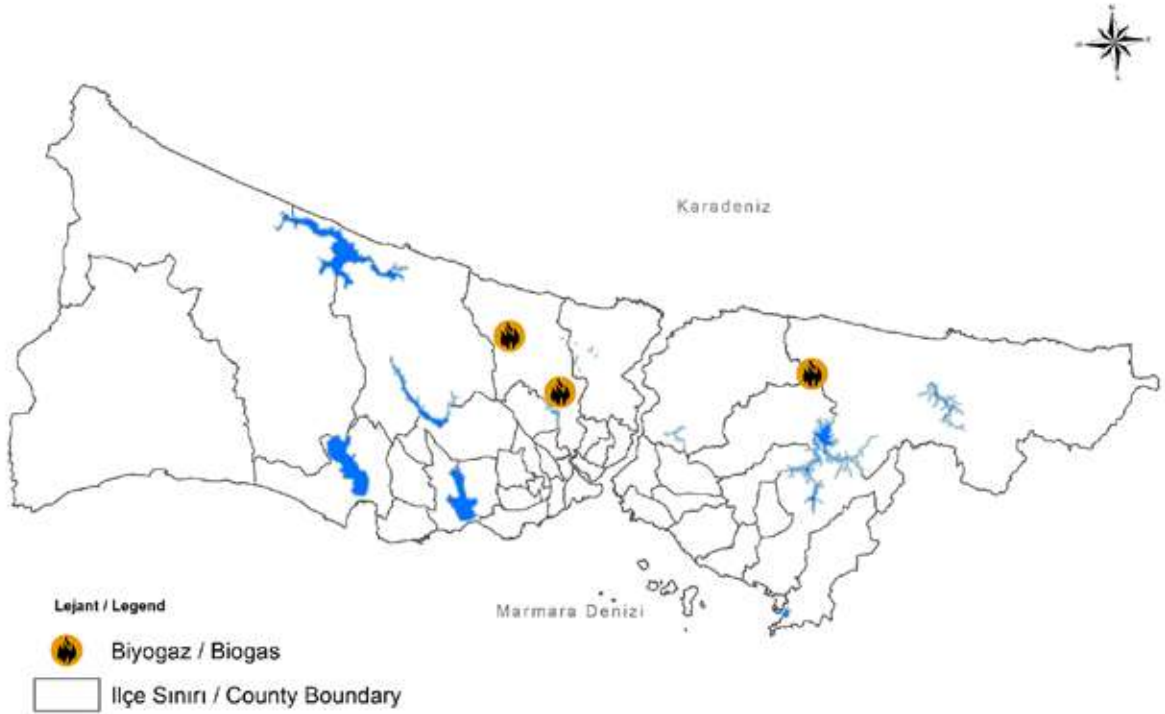 Karadeniz
Marmara Denizi
Lejant / Legend
Biyogaz / Biogas
Ilçe Sınırı / County Boundary